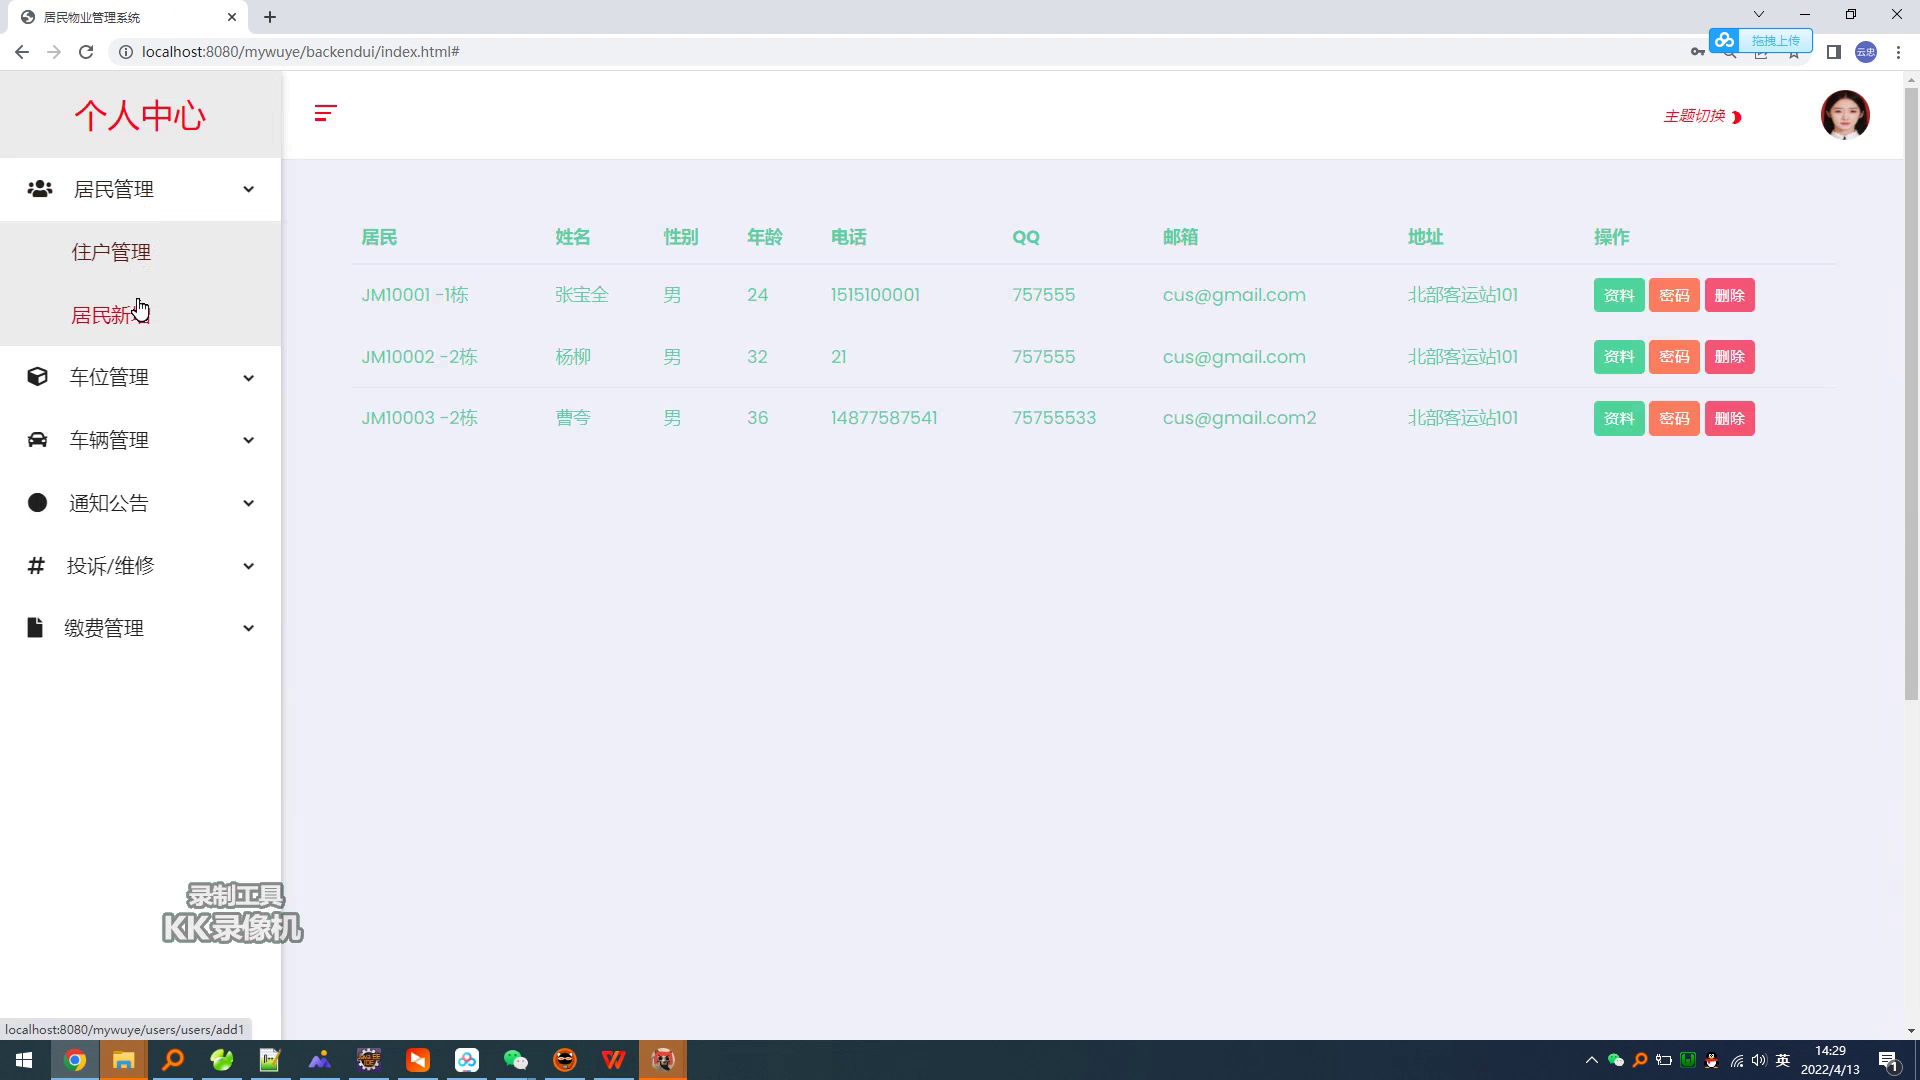 居民物业管理系统
localhost:8080/mywuye/backendui/index.html#
拖拽上传
云忠
个人中心
主题切换
居民管理
住户管理
居民新增
车位管理
车辆管理
通知公告
投诉/维修
缴费管理
居民 姓名 性别 年龄 电话 QQ 邮箱 地址 操作
JM10001 -1栋 张宝全 男 24 1515100001 757555 cus@gmail.com 北部客运站101 资料 密码 删除
JM10002 -2栋 杨柳 男 32 21 757555 cus@gmail.com 北部客运站101 资料 密码 删除
JM10003 -2栋 曹夸 男 36 14877587541 75755533 cus@gmail.com2 北部客运站101 资料 密码 删除
录制工具
KK录像机
localhost:8080/mywuye/users/users/add1
英
14:29
2022/4/13
1